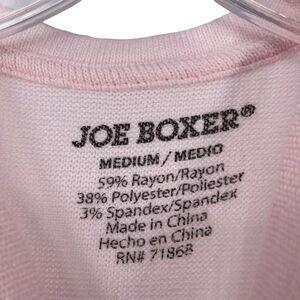 JOE BOXER®
MEDIUM / MEDIO
59% Rayon/Rayon
38% Polyester/Poliester
3% Spandex/Spandex
Made in China
Hecho en China
RN# 71868